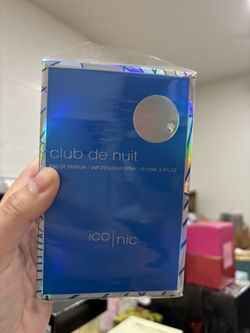 club de nuit
EAU DE PARFUM | VAPORISATEUR SPRAY | 105ML 3.6FL.OZ
ico|nic